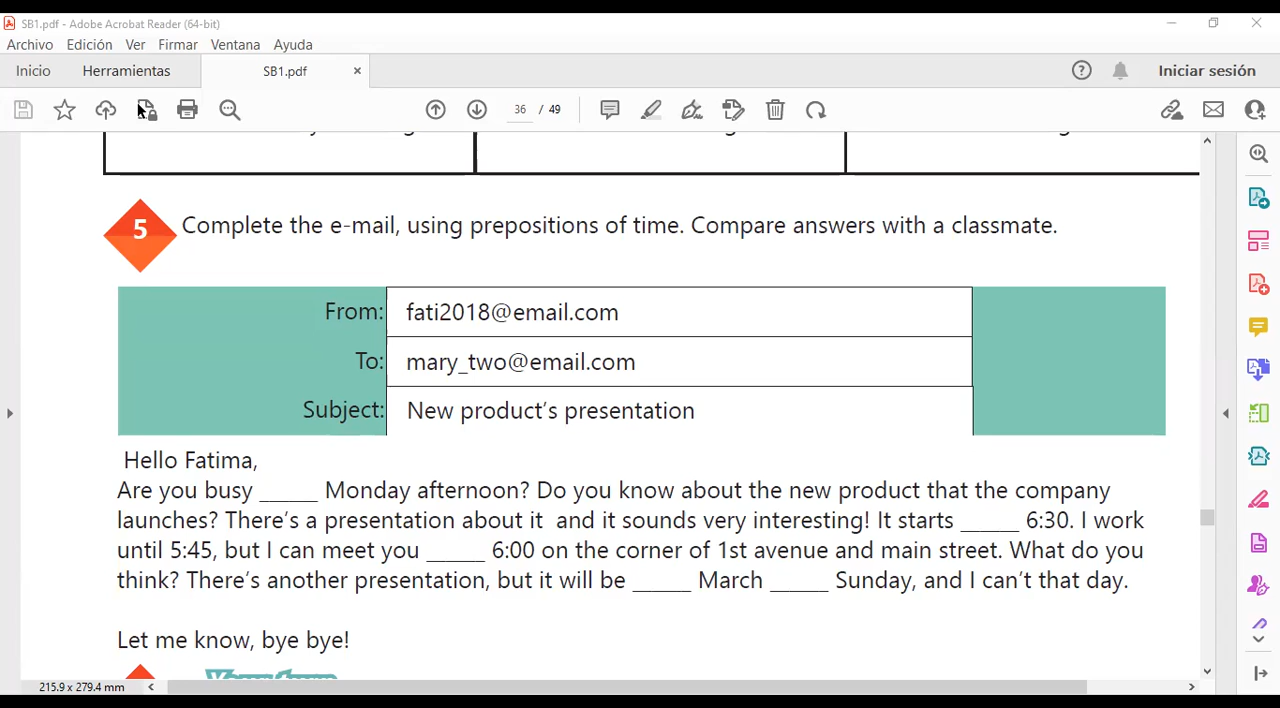 SB1.pdf - Adobe Acrobat Reader (64-bit)
Archivo Edición Ver Firmar Ventana Ayuda
Inicio Herramientas SB1.pdf × Iniciar sesión
36 / 49
5 Complete the e-mail, using prepositions of time. Compare answers with a classmate.
From: fati2018@email.com
To: mary_two@email.com
Subject: New product’s presentation
Hello Fatima,
Are you busy ______ Monday afternoon? Do you know about the new product that the company
launches? There’s a presentation about it and it sounds very interesting! It starts ______ 6:30. I work
until 5:45, but I can meet you ______ 6:00 on the corner of 1st avenue and main street. What do you
think? There’s another presentation, but it will be ______ March ______ Sunday, and I can’t that day.
Let me know, bye bye!
215.9 x 279.4 mm